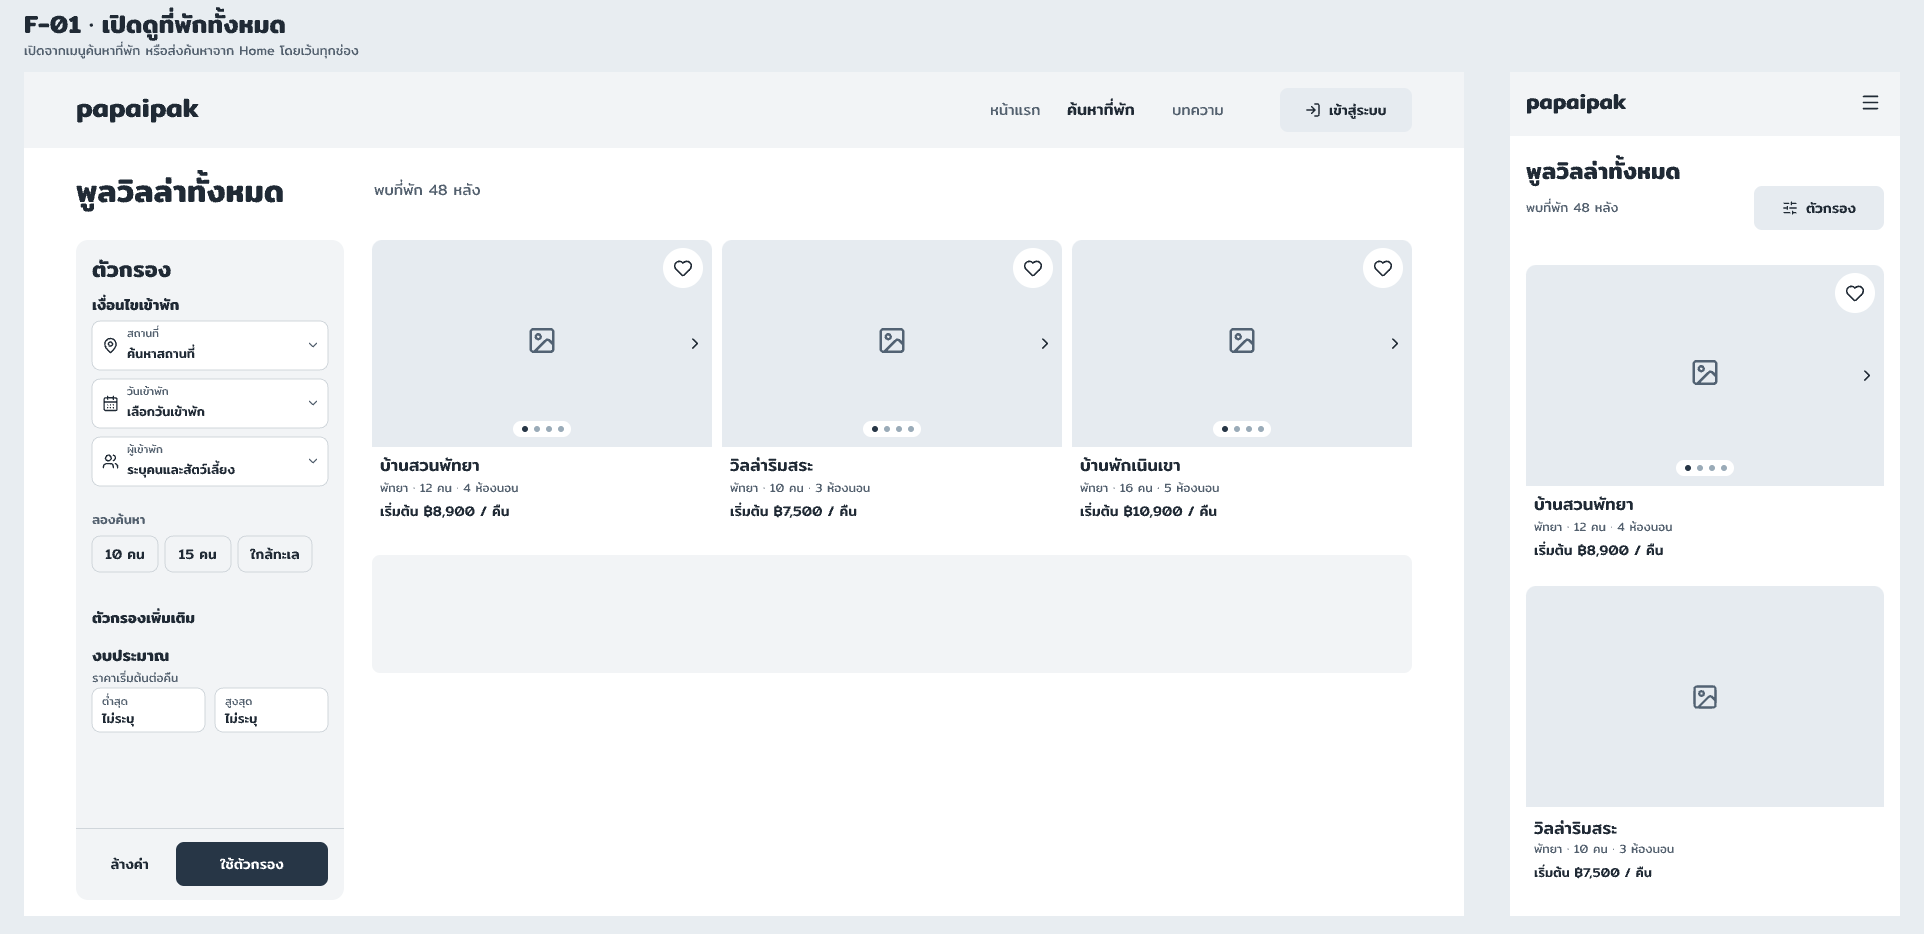 F-01 · เปิดดูที่พักทั้งหมด
เปิดจากเมนูค้นหาที่พัก หรือส่งค้นหาจาก Home โดยเว้นทุกช่อง
papaipak
หน้าแรก
ค้นหาที่พัก
บทความ
เข้าสู่ระบบ
พูลวิลล่าทั้งหมด
พบที่พัก 48 หลัง
ตัวกรอง
เงื่อนไขเข้าพัก
สถานที่
ค้นหาสถานที่
วันเข้าพัก
เลือกวันเข้าพัก
ผู้เข้าพัก
ระบุคนและสัตว์เลี้ยง
ลองค้นหา
10 คน
15 คน
ใกล้ทะเล
ตัวกรองเพิ่มเติม
งบประมาณ
ราคาเริ่มต้นต่อคืน
ต่ำสุด
ไม่ระบุ
สูงสุด
ไม่ระบุ
ล้างค่า
ใช้ตัวกรอง
บ้านสวนพัทยา
พัทยา · 12 คน · 4 ห้องนอน
เริ่มต้น ฿8,900 / คืน
วิลล่าริมสระ
พัทยา · 10 คน · 3 ห้องนอน
เริ่มต้น ฿7,500 / คืน
บ้านพักเนินเขา
พัทยา · 16 คน · 5 ห้องนอน
เริ่มต้น ฿10,900 / คืน
papaipak
พูลวิลล่าทั้งหมด
พบที่พัก 48 หลัง
ตัวกรอง
บ้านสวนพัทยา
พัทยา · 12 คน · 4 ห้องนอน
เริ่มต้น ฿8,900 / คืน
วิลล่าริมสระ
พัทยา · 10 คน · 3 ห้องนอน
เริ่มต้น ฿7,500 / คืน